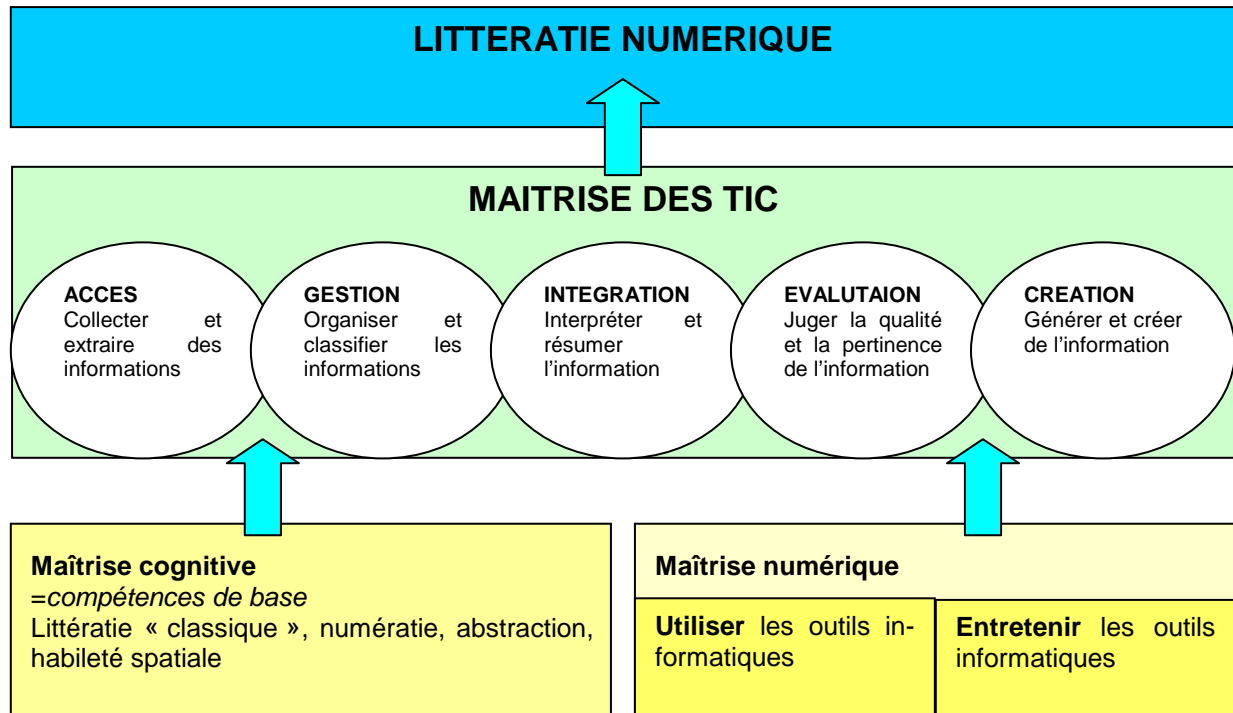 LITTERATIE NUMERIQUE
MAITRISE DES TIC
ACCES
Collecter et
extraire des
informations
GESTION
Organiser et
classifier les
informations
INTEGRATION
Interpréter et
résumer
l’information
EVALUTAION
Juger la qualité
et la pertinence
de l’information
CREATION
Générer et créer
de l’information
Maîtrise cognitive
=compétences de base
Littératie « classique », numératie, abstraction,
habileté spatiale
Maîtrise numérique
Utiliser les outils in-
formatiques
Entretenir les outils
informatiques